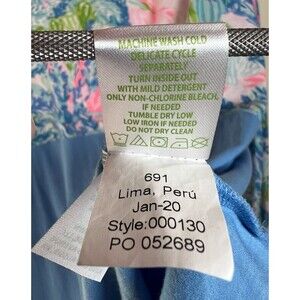 MACHINE WASH COLD
DELICATE CYCLE
SEPARATELY
TURN INSIDE OUT
WITH MILD DETERGENT
ONLY NON-CHLORINE BLEACH
IF NEEDED
TUMBLE DRY LOW
LOW IRON IF NEEDED
DO NOT DRY CLEAN
691
Lima, Perú
Jan-20
Style:000130
PO 052689